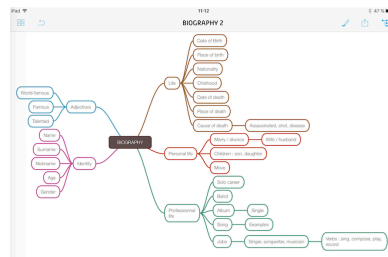 iPad
11-12
47 %
BIOGRAPHY 2
Date of Birth
Place of birth
Nationality
Chidhood
Date of death
Place of death
Cause of death
Assassinated, shot, disease
Life
World-famous
Famous
Talented
Adjectives
BIOGRAPHY
Name
Surname
Nickname
Age
Gender
Identity
Personal life
Marry / divorce
Wife / husband
Children : son, daughter
Move
Professionnal
life
Solo career
Band
Album
Single
Song
Examples
Jobs
Singer, songwriter, musician
Verbs : sing, compose, play,
record